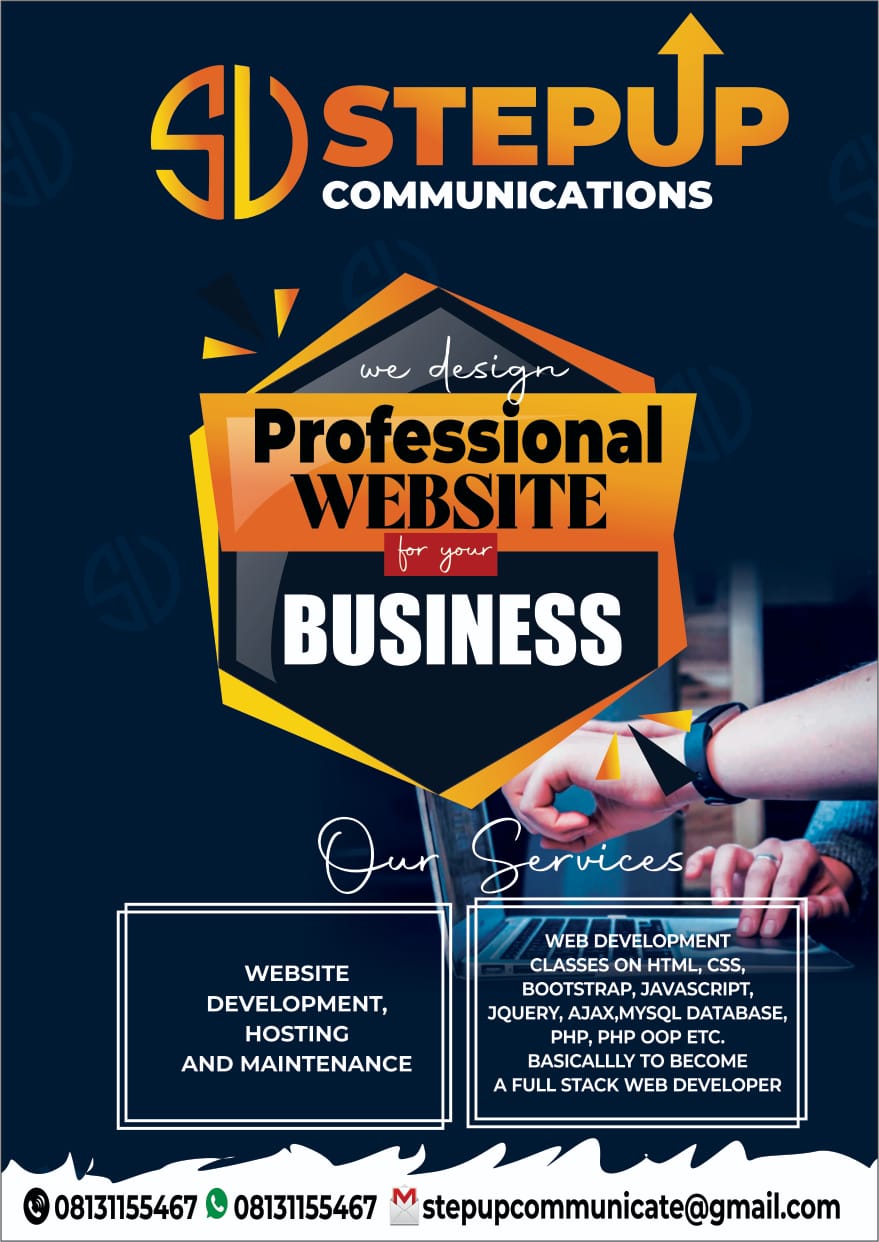 SU STEPUP
COMMUNICATIONS
we design
Professional
WEBSITE
for your
BUSINESS
Our Services
WEBSITE
DEVELOPMENT,
HOSTING
AND MAINTENANCE
WEB DEVELOPMENT
CLASSES ON HTML, CSS,
BOOTSTRAP, JAVASCRIPT,
JQUERY, AJAX,MYSQL DATABASE,
PHP, PHP OOP ETC.
BASICALLLY TO BECOME
A FULL STACK WEB DEVELOPER
08131155467 08131155467 stepupcommunicate@gmail.com